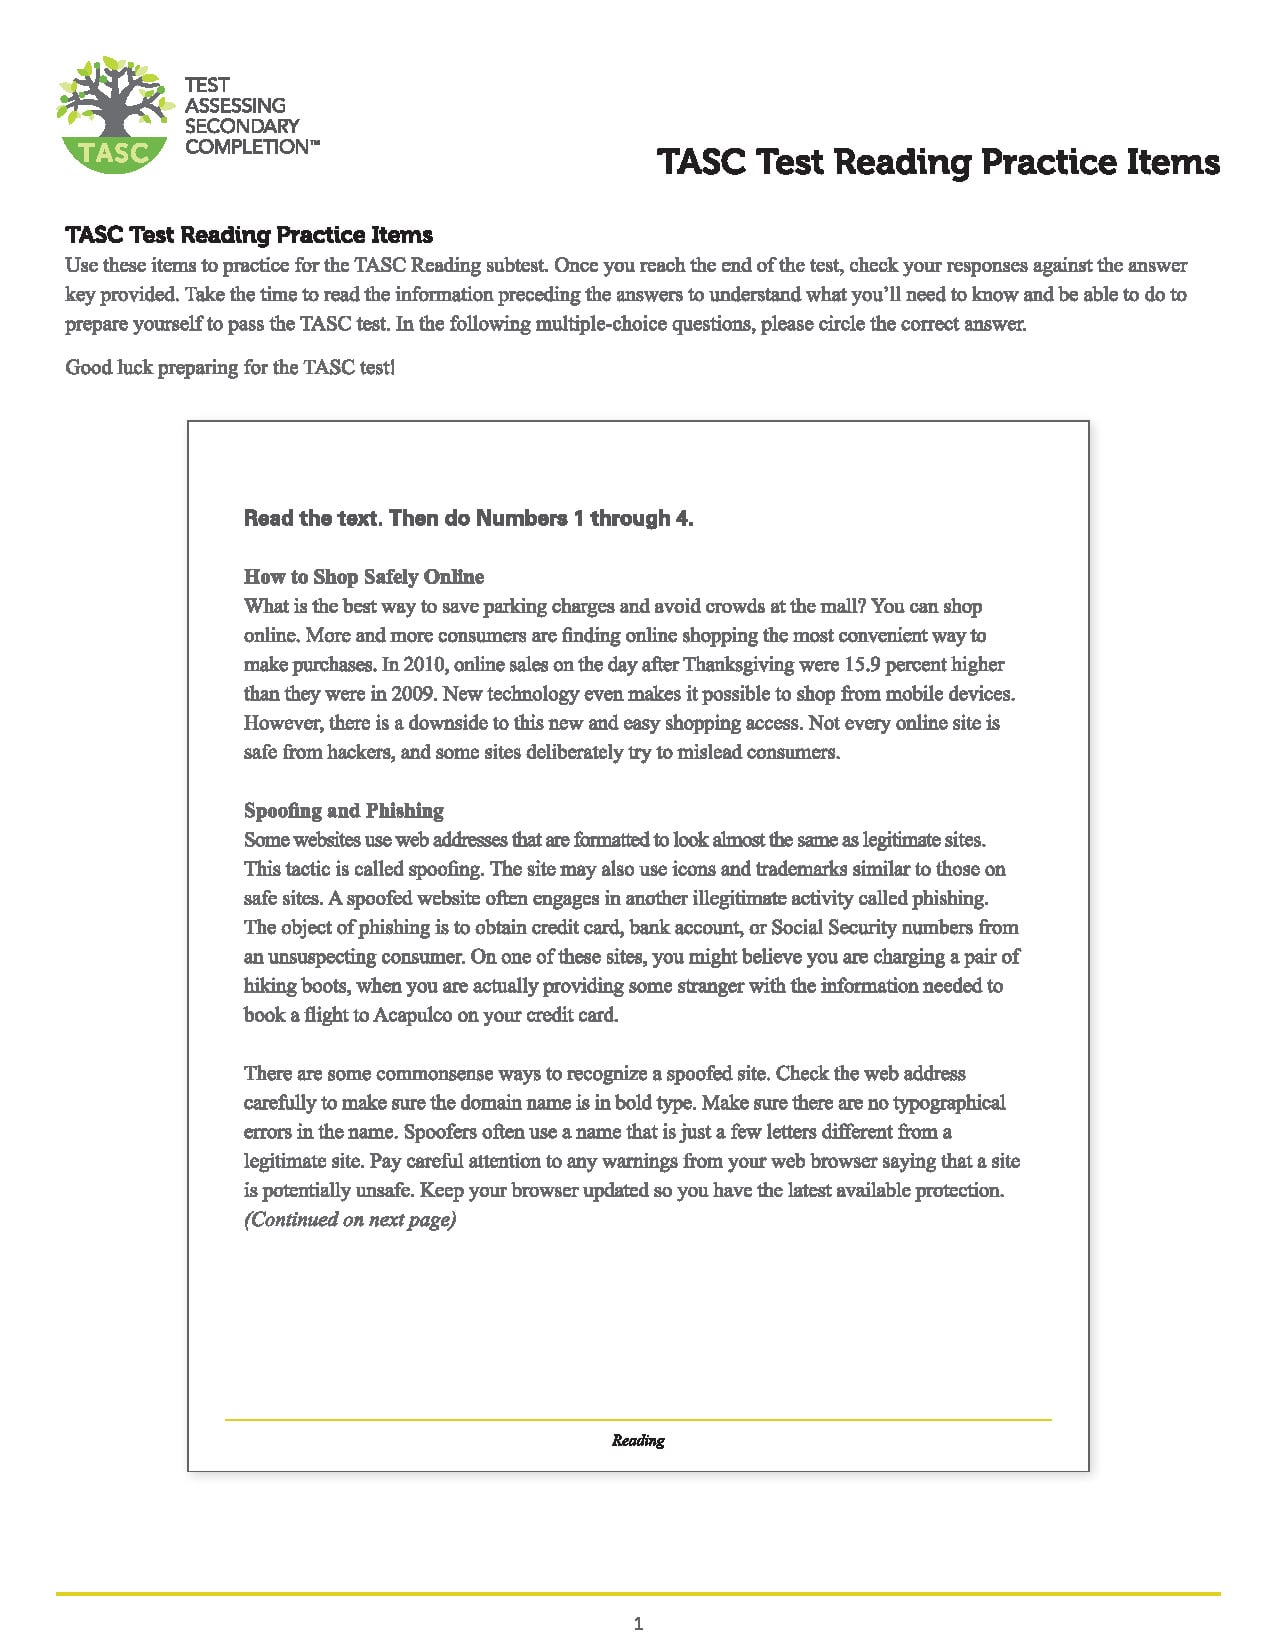 TEST
ASSESSING
SECONDARY
COMPLETION™
TASC
TASC Test Reading Practice Items
TASC Test Reading Practice Items
Use these items to practice for the TASC Reading subtest. Once you reach the end of the test, check your responses against the answer
key provided. Take the time to read the information preceding the answers to understand what you’ll need to know and be able to do to
prepare yourself to pass the TASC test. In the following multiple-choice questions, please circle the correct answer.
Good luck preparing for the TASC test!
Read the text. Then do Numbers 1 through 4.
How to Shop Safely Online
What is the best way to save parking charges and avoid crowds at the mall? You can shop
online. More and more consumers are finding online shopping the most convenient way to
make purchases. In 2010, online sales on the day after Thanksgiving were 15.9 percent higher
than they were in 2009. New technology even makes it possible to shop from mobile devices.
However, there is a downside to this new and easy shopping access. Not every online site is
safe from hackers, and some sites deliberately try to mislead consumers.
Spoofing and Phishing
Some websites use web addresses that are formatted to look almost the same as legitimate sites.
This tactic is called spoofing. The site may also use icons and trademarks similar to those on
safe sites. A spoofed website often engages in another illegitimate activity called phishing.
The object of phishing is to obtain credit card, bank account, or Social Security numbers from
an unsuspecting consumer. On one of these sites, you might believe you are charging a pair of
hiking boots, when you are actually providing some stranger with the information needed to
book a flight to Acapulco on your credit card.
There are some commonsense ways to recognize a spoofed site. Check the web address
carefully to make sure the domain name is in bold type. Make sure there are no typographical
errors in the name. Spoofers often use a name that is just a few letters different from a
legitimate site. Pay careful attention to any warnings from your web browser saying that a site
is potentially unsafe. Keep your browser updated so you have the latest available protection.
(Continued on next page)
Reading
1